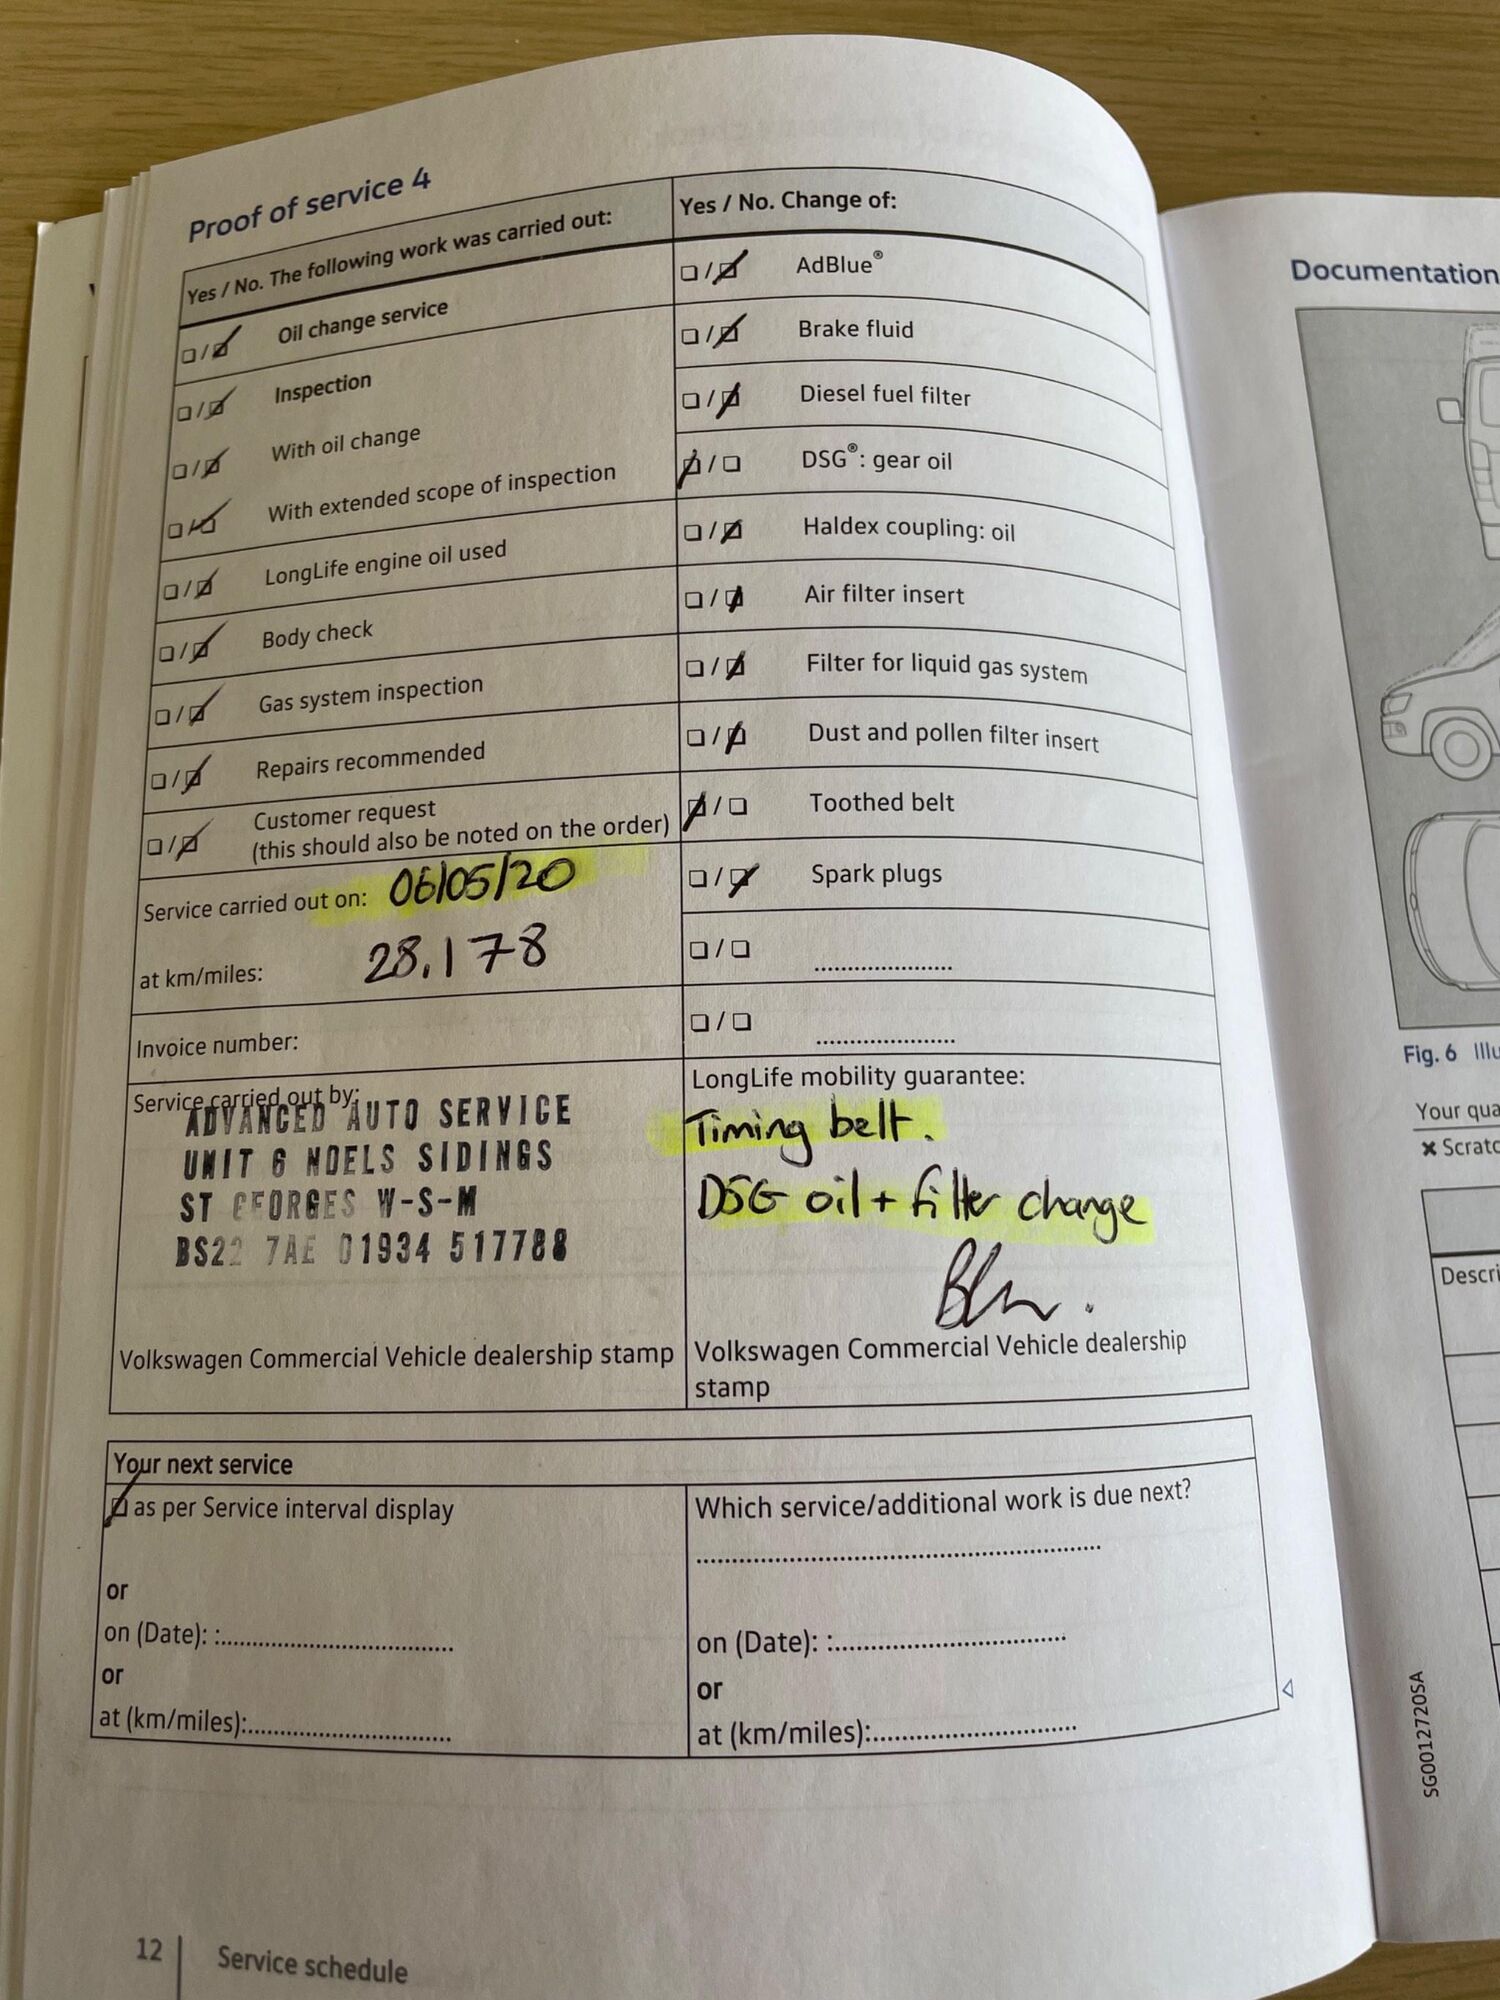 Proof of service 4
Yes / No. The following work was carried out:
☐/☑ Oil change service
☐/☑ Inspection
☐/☑ With oil change
☐/☑ With extended scope of inspection
☐/☑ LongLife engine oil used
☐/☑ Body check
☐/☑ Gas system inspection
☐/☑ Repairs recommended
☐/☑ Customer request
(this should also be noted on the order)
Service carried out on: 06/05/20
at km/miles: 28.178
Invoice number:
Service carried out by:
ADVANCED AUTO SERVICE
UNIT 6 NOELS SIDINGS
ST GEORGES W-S-M
BS22 7AE 01934 517788
Volkswagen Commercial Vehicle dealership stamp
Yes / No. Change of:
☐/☑ AdBlue®
☐/☑ Brake fluid
☐/☑ Diesel fuel filter
☑/☐ DSG®: gear oil
☐/☑ Haldex coupling: oil
☐/☑ Air filter insert
☐/☑ Filter for liquid gas system
☐/☑ Dust and pollen filter insert
☑/☐ Toothed belt
☐/☑ Spark plugs
☐/☐ ......................
☐/☐ ......................
LongLife mobility guarantee:
Timing belt.
DSG oil + filter change
Volkswagen Commercial Vehicle dealership
stamp
Your next service
☑ as per Service interval display
or
on (Date): :..................................
or
at (km/miles):..............................
Which service/additional work is due next?
............................................................
on (Date): :..................................
or
at (km/miles):..............................
12 | Service schedule
Documentation
Fig. 6
Your
SG0012720SA